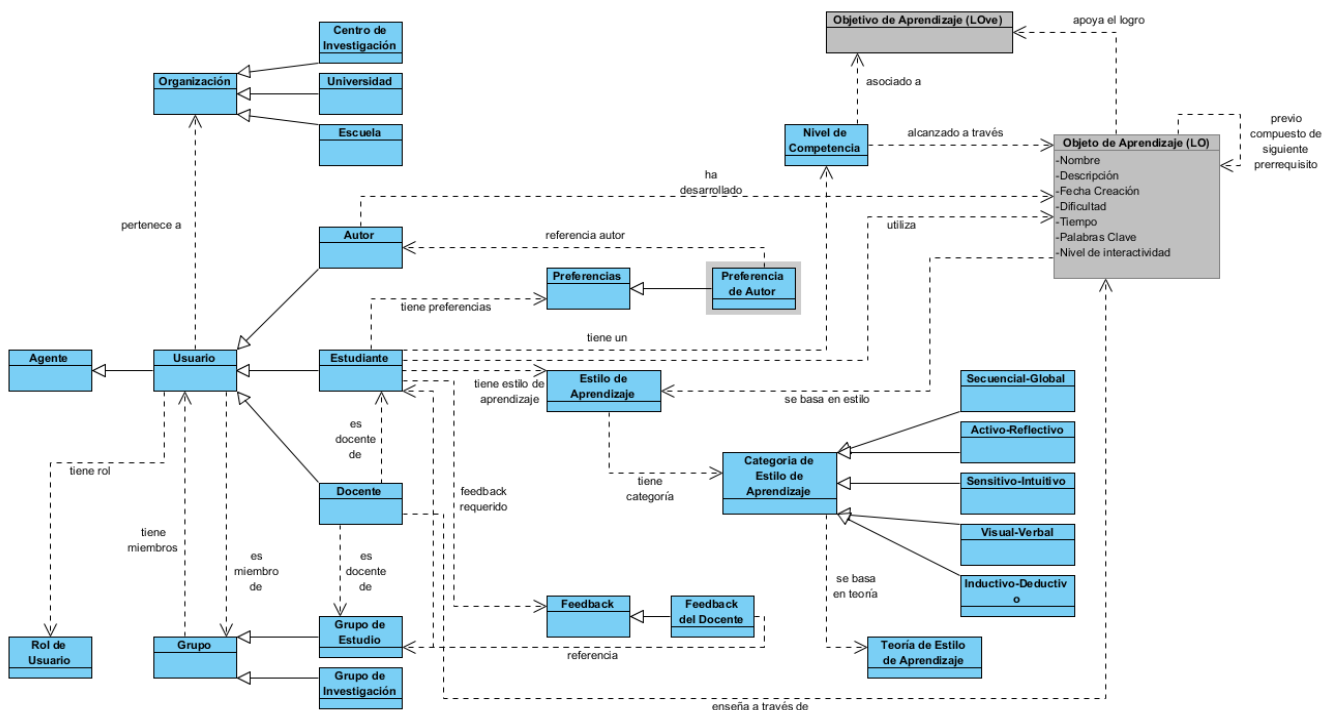 Centro de
Investigación
Organización
Universidad
Escuela
Objetivo de Aprendizaje (LOve)
apoya el logro
asociado a
Nivel de
Competencia
alcanzado a través
Objeto de Aprendizaje (LO)
-Nombre
-Descripción
-Fecha Creación
-Dificultad
-Tiempo
-Palabras Clave
-Nivel de interactividad
previo
compuesto de
siguiente
prerrequisito
ha
desarrollado
pertenece a
Autor
referencia autor
utiliza
Preferencias
Preferencia
de Autor
tiene preferencias
tiene un
Agente
Usuario
Estudiante
tiene estilo de
aprendizaje
Estilo de
Aprendizaje
se basa en estilo
Secuencial-Global
Activo-Reflectivo
Sensitivo-Intuitivo
Visual-Verbal
Inductivo-Deductiv
o
Categoria de
Estilo de
Aprendizaje
tiene
categoría
es
docente
de
tiene rol
Docente
feedback
requerido
tiene
miembros
es
miembro
de
es
docente
de
se basa
en teoría
Feedback
Feedback
del Docente
Rol de
Usuario
Grupo
Grupo de
Estudio
referencia
Teoría de Estilo
de Aprendizaje
Grupo de
Investigación
enseña a través de